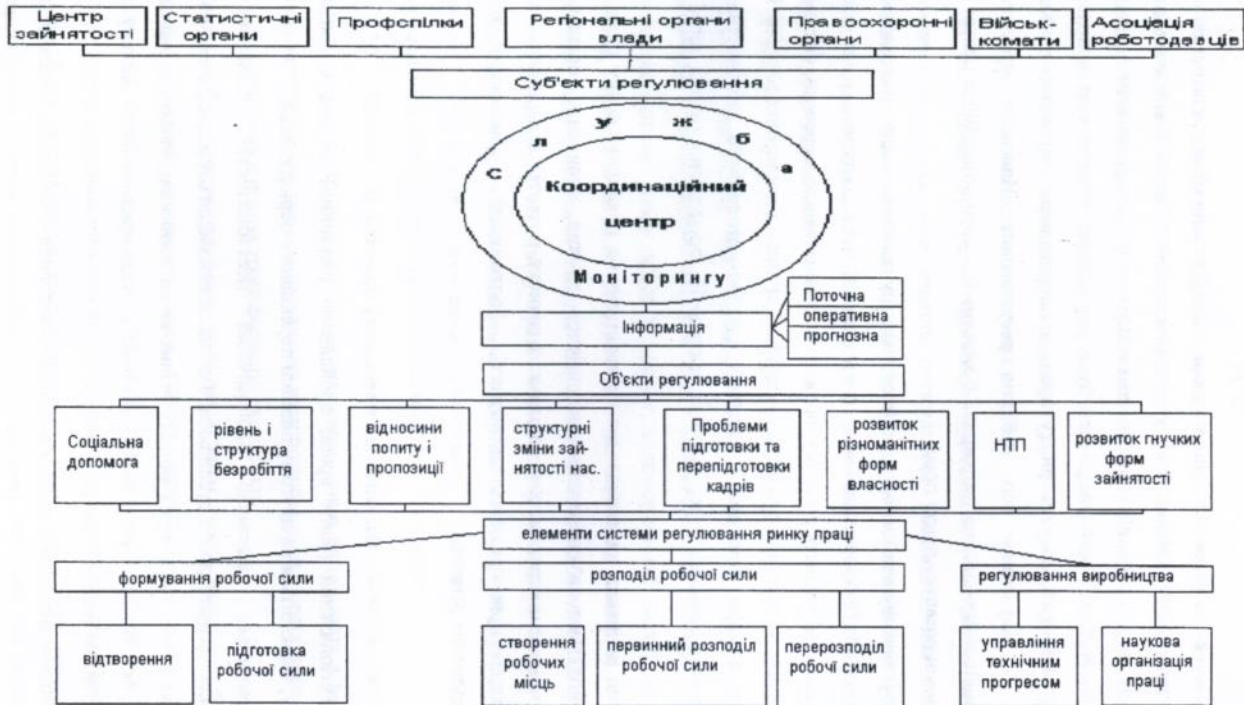 Центр
зайнятості
Статистичні
органи
Профспілки
Регіональні органи
влади
Правоохоронні
органи
Військ-
комати
Асоціація
роботодавців
Суб'єкти регулювання
Служба
Координаційний
центр
Моніторингу
Інформація
Поточна
оперативна
прогнозна
Об'єкти регулювання
Соціальна
допомога
рівень і
структура
безробіття
відносини
попиту і
пропозиції
структурні
зміни зай-
нятості нас.
Проблеми
підготовки та
перепідготовки
кадрів
розвиток
різноманітних
форм
власності
НТП
розвиток гнучких
форм
зайнятості
елементи системи регулювання ринку праці
формування робочої сили
розподіл робочої сили
регулювання виробництва
відтворення
підготовка
робочої сили
створення
робочих
місць
первинний розподіл
робочої сили
перерозподіл
робочї сили
управління
технічним
прогресом
наукова
організація
праці